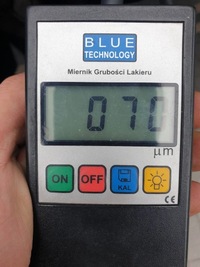 BLUE
TECHNOLOGY
Miernik Grubości Lakieru
070
µm
ON OFF KAL
CE